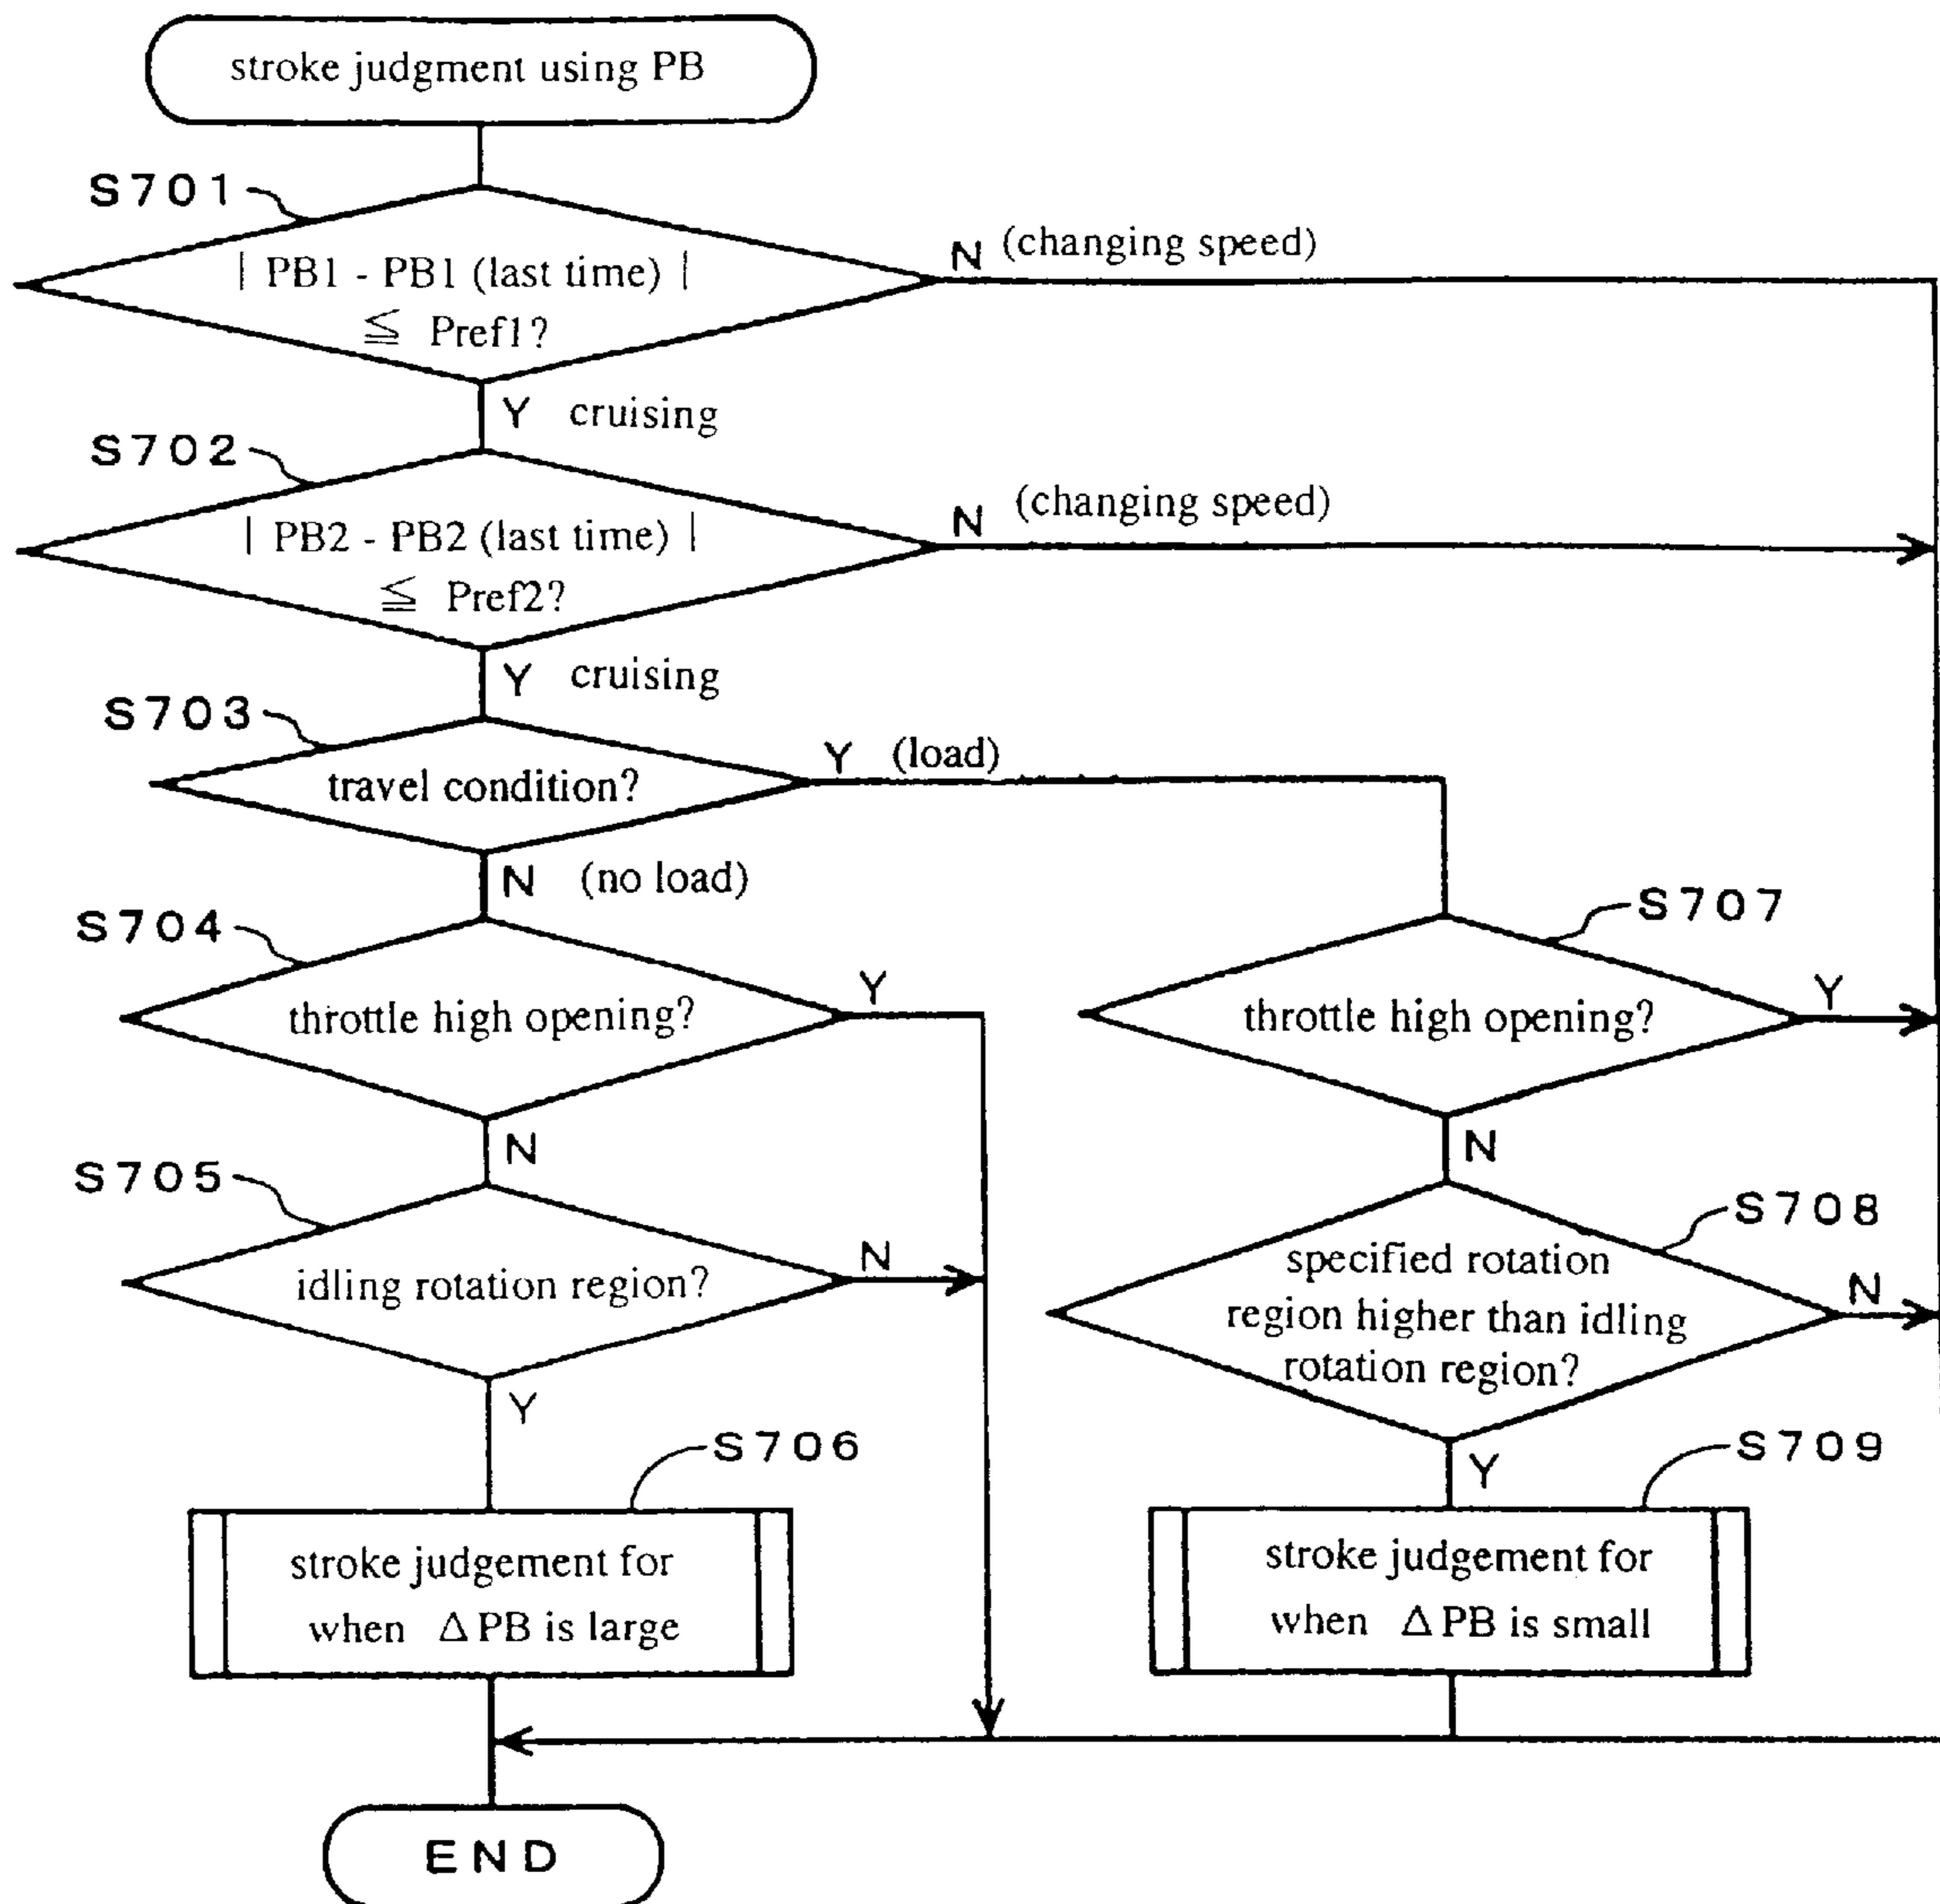 stroke judgment using PB
S701
| PB1 - PB1 (last time) |
≦ Pref1?
N (changing speed)
Y cruising
S702
| PB2 - PB2 (last time) |
≦ Pref2?
N (changing speed)
Y cruising
S703
travel condition?
Y (load)
N (no load)
S704
throttle high opening?
Y
N
S705
idling rotation region?
N
Y
S706
stroke judgement for
when △PB is large
S707
throttle high opening?
Y
N
S708
specified rotation
region higher than idling
rotation region?
N
Y
S709
stroke judgement for
when △PB is small
END